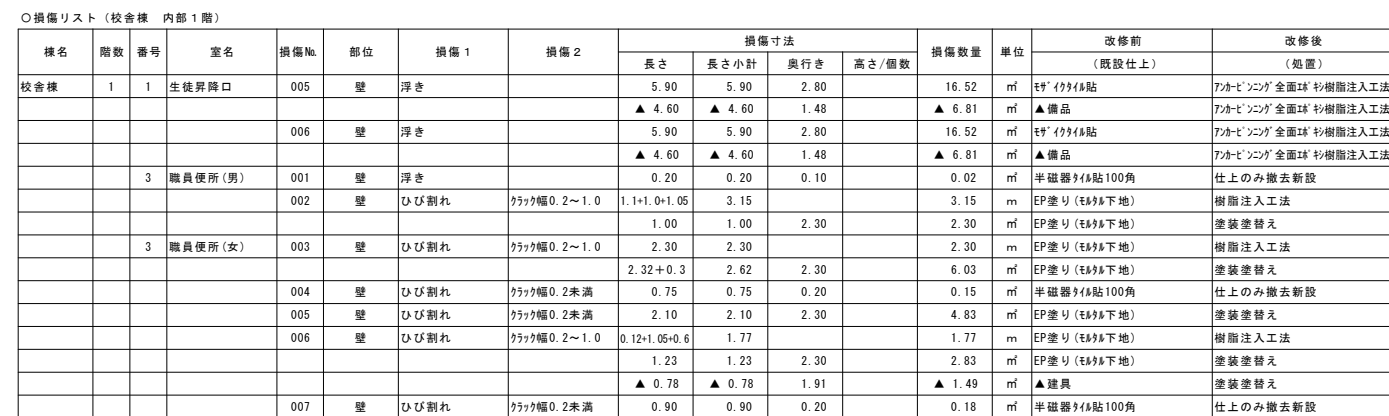 ○損傷リスト（校舎棟　内部１階）
棟名 階数 番号 室名 損傷№ 部位 損傷１ 損傷２ 損傷寸法 損傷数量 単位 改修前 改修後
長さ 長さ小計 奥行き 高さ/個数 （既設仕上） （処置）
校舎棟 1 1 生徒昇降口 005 壁 浮き 5.90 5.90 2.80 16.52 ㎡ ﾓｻﾞｲｸﾀｲﾙ貼 ｱﾝｶｰﾋﾟﾝﾆﾝｸﾞ全面ｴﾎﾟｷｼ樹脂注入工法
▲ 4.60 ▲ 4.60 1.48 ▲ 6.81 ㎡ ▲備品 ｱﾝｶｰﾋﾟﾝﾆﾝｸﾞ全面ｴﾎﾟｷｼ樹脂注入工法
006 壁 浮き 5.90 5.90 2.80 16.52 ㎡ ﾓｻﾞｲｸﾀｲﾙ貼 ｱﾝｶｰﾋﾟﾝﾆﾝｸﾞ全面ｴﾎﾟｷｼ樹脂注入工法
▲ 4.60 ▲ 4.60 1.48 ▲ 6.81 ㎡ ▲備品 ｱﾝｶｰﾋﾟﾝﾆﾝｸﾞ全面ｴﾎﾟｷｼ樹脂注入工法
3 職員便所(男) 001 壁 浮き 0.20 0.20 0.10 0.02 ㎡ 半磁器ﾀｲﾙ貼100角 仕上のみ撤去新設
002 壁 ひび割れ ｸﾗｯｸ幅0.2～1.0 1.1+1.0+1.05 3.15 3.15 ｍ EP塗り(ﾓﾙﾀﾙ下地) 樹脂注入工法
1.00 1.00 2.30 2.30 ㎡ EP塗り(ﾓﾙﾀﾙ下地) 塗装塗替え
3 職員便所(女) 003 壁 ひび割れ ｸﾗｯｸ幅0.2～1.0 2.30 2.30 2.30 ｍ EP塗り(ﾓﾙﾀﾙ下地) 樹脂注入工法
2.32＋0.3 2.62 2.30 6.03 ㎡ EP塗り(ﾓﾙﾀﾙ下地) 塗装塗替え
004 壁 ひび割れ ｸﾗｯｸ幅0.2未満 0.75 0.75 0.20 0.15 ㎡ 半磁器ﾀｲﾙ貼100角 仕上のみ撤去新設
005 壁 ひび割れ ｸﾗｯｸ幅0.2未満 2.10 2.10 2.30 4.83 ㎡ EP塗り(ﾓﾙﾀﾙ下地) 塗装塗替え
006 壁 ひび割れ ｸﾗｯｸ幅0.2～1.0 0.12+1.05+0.6 1.77 1.77 ｍ EP塗り(ﾓﾙﾀﾙ下地) 樹脂注入工法
1.23 1.23 2.30 2.83 ㎡ EP塗り(ﾓﾙﾀﾙ下地) 塗装塗替え
▲ 0.78 ▲ 0.78 1.91 ▲ 1.49 ㎡ ▲建具 塗装塗替え
007 壁 ひび割れ ｸﾗｯｸ幅0.2未満 0.90 0.90 0.20 0.18 ㎡ 半磁器ﾀｲﾙ貼100角 仕上のみ撤去新設